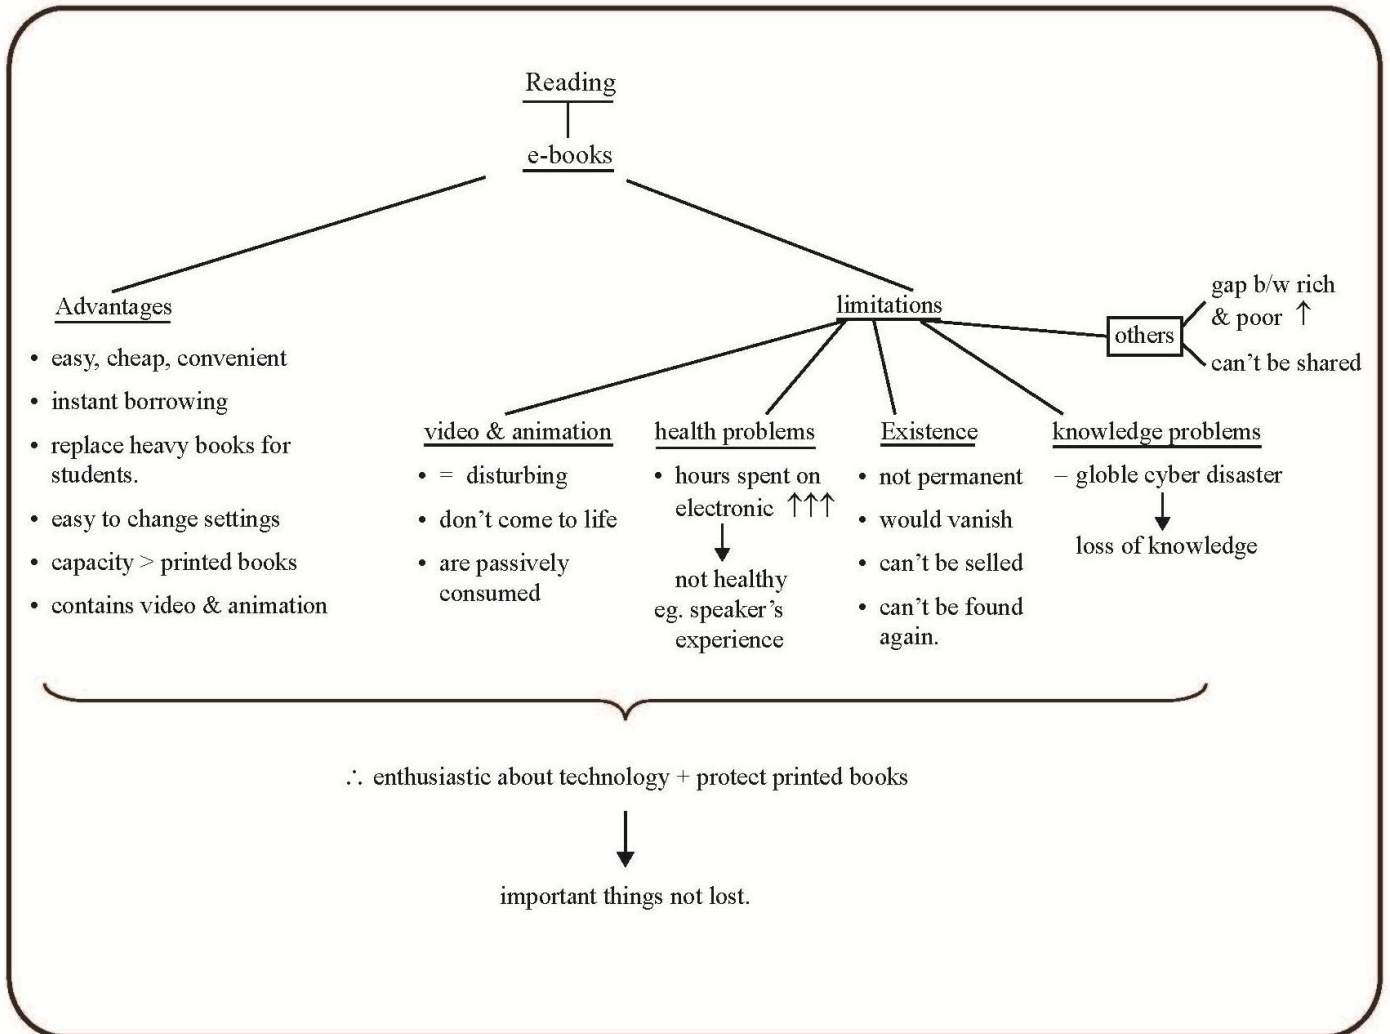 Reading
e-books
Advantages
• easy, cheap, convenient
• instant borrowing
• replace heavy books for
students.
• easy to change settings
• capacity > printed books
• contains video & animation
limitations
video & animation
• = disturbing
• don't come to life
• are passively
consumed
health problems
• hours spent on
electronic ↑↑↑
not healthy
eg. speaker's
experience
Existence
• not permanent
• would vanish
• can't be selled
• can't be found
again.
knowledge problems
– globle cyber disaster
loss of knowledge
others
gap b/w rich
& poor ↑
can't be shared
∴ enthusiastic about technology + protect printed books
important things not lost.